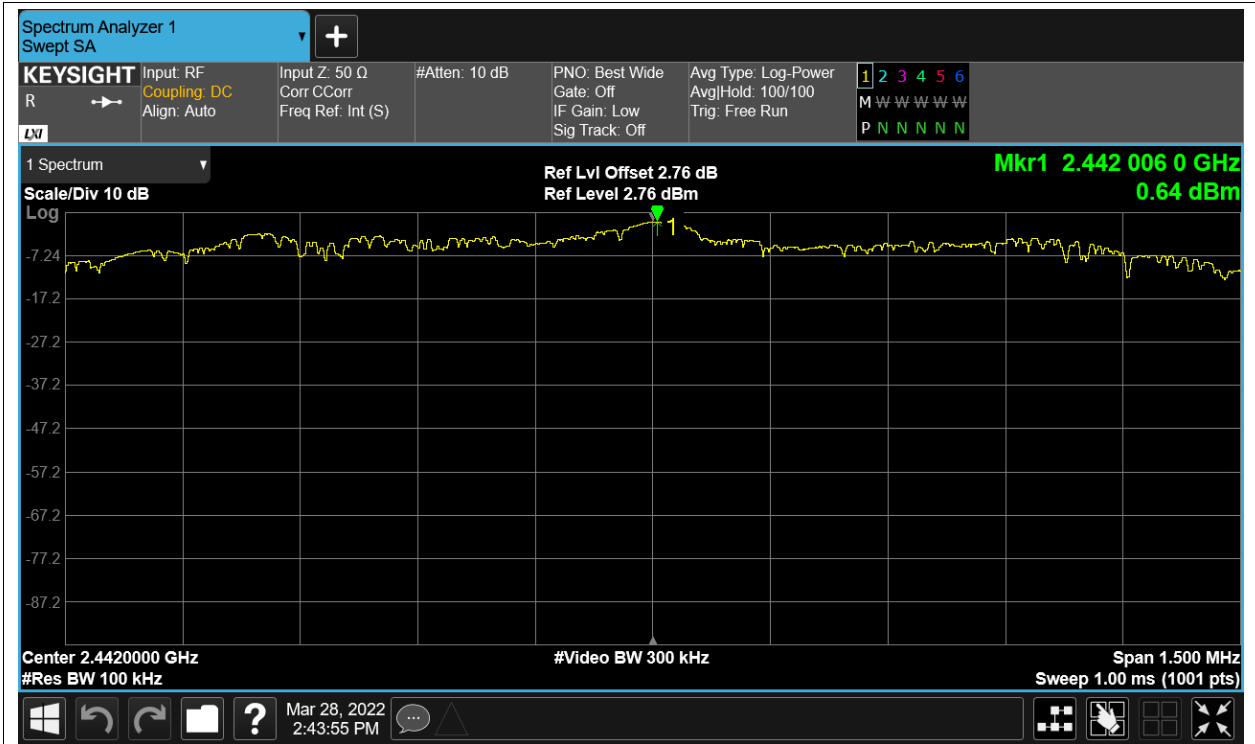 Spectrum Analyzer 1
Swept SA
KEYSIGHT
R
LXI
Input: RF
Coupling: DC
Align: Auto
Input Z: 50 Ω
Corr CCorr
Freq Ref: Int (S)
#Atten: 10 dB
PNO: Best Wide
Gate: Off
IF Gain: Low
Sig Track: Off
Avg Type: Log-Power
Avg|Hold: 100/100
Trig: Free Run
1 2 3 4 5 6
M W W W W W
P N N N N N
1 Spectrum
Scale/Div 10 dB
Log
Ref Lvl Offset 2.76 dB
Ref Level 2.76 dBm
Mkr1 2.442 006 0 GHz
0.64 dBm
1
-7.24
-17.2
-27.2
-37.2
-47.2
-57.2
-67.2
-77.2
-87.2
Center 2.4420000 GHz
#Res BW 100 kHz
#Video BW 300 kHz
Span 1.500 MHz
Sweep 1.00 ms (1001 pts)
?
Mar 28, 2022
2:43:55 PM